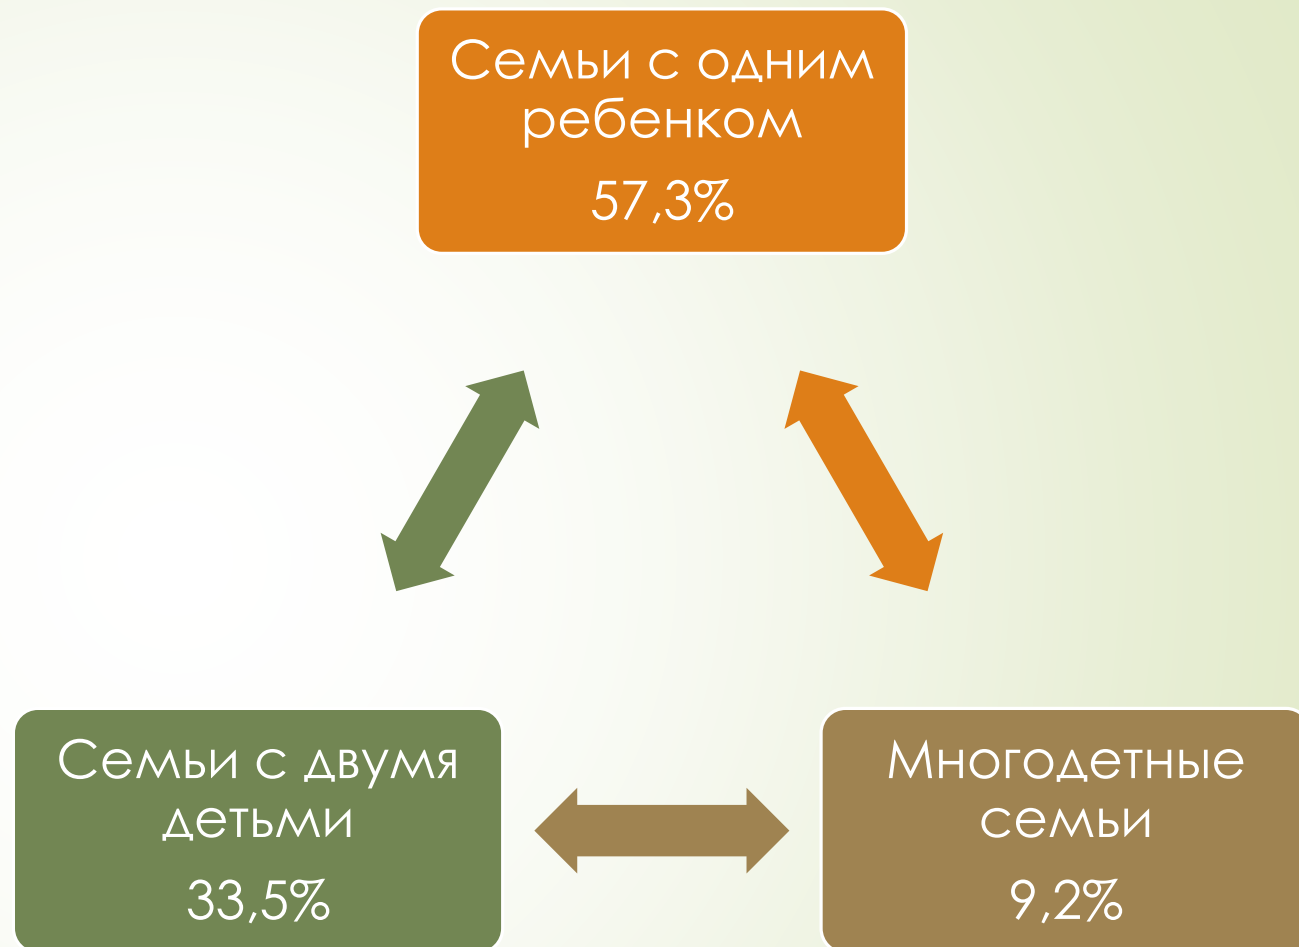 Семьи с одним
ребенком
57,3%
Семьи с двумя
детьми
33,5%
Многодетные
семьи
9,2%